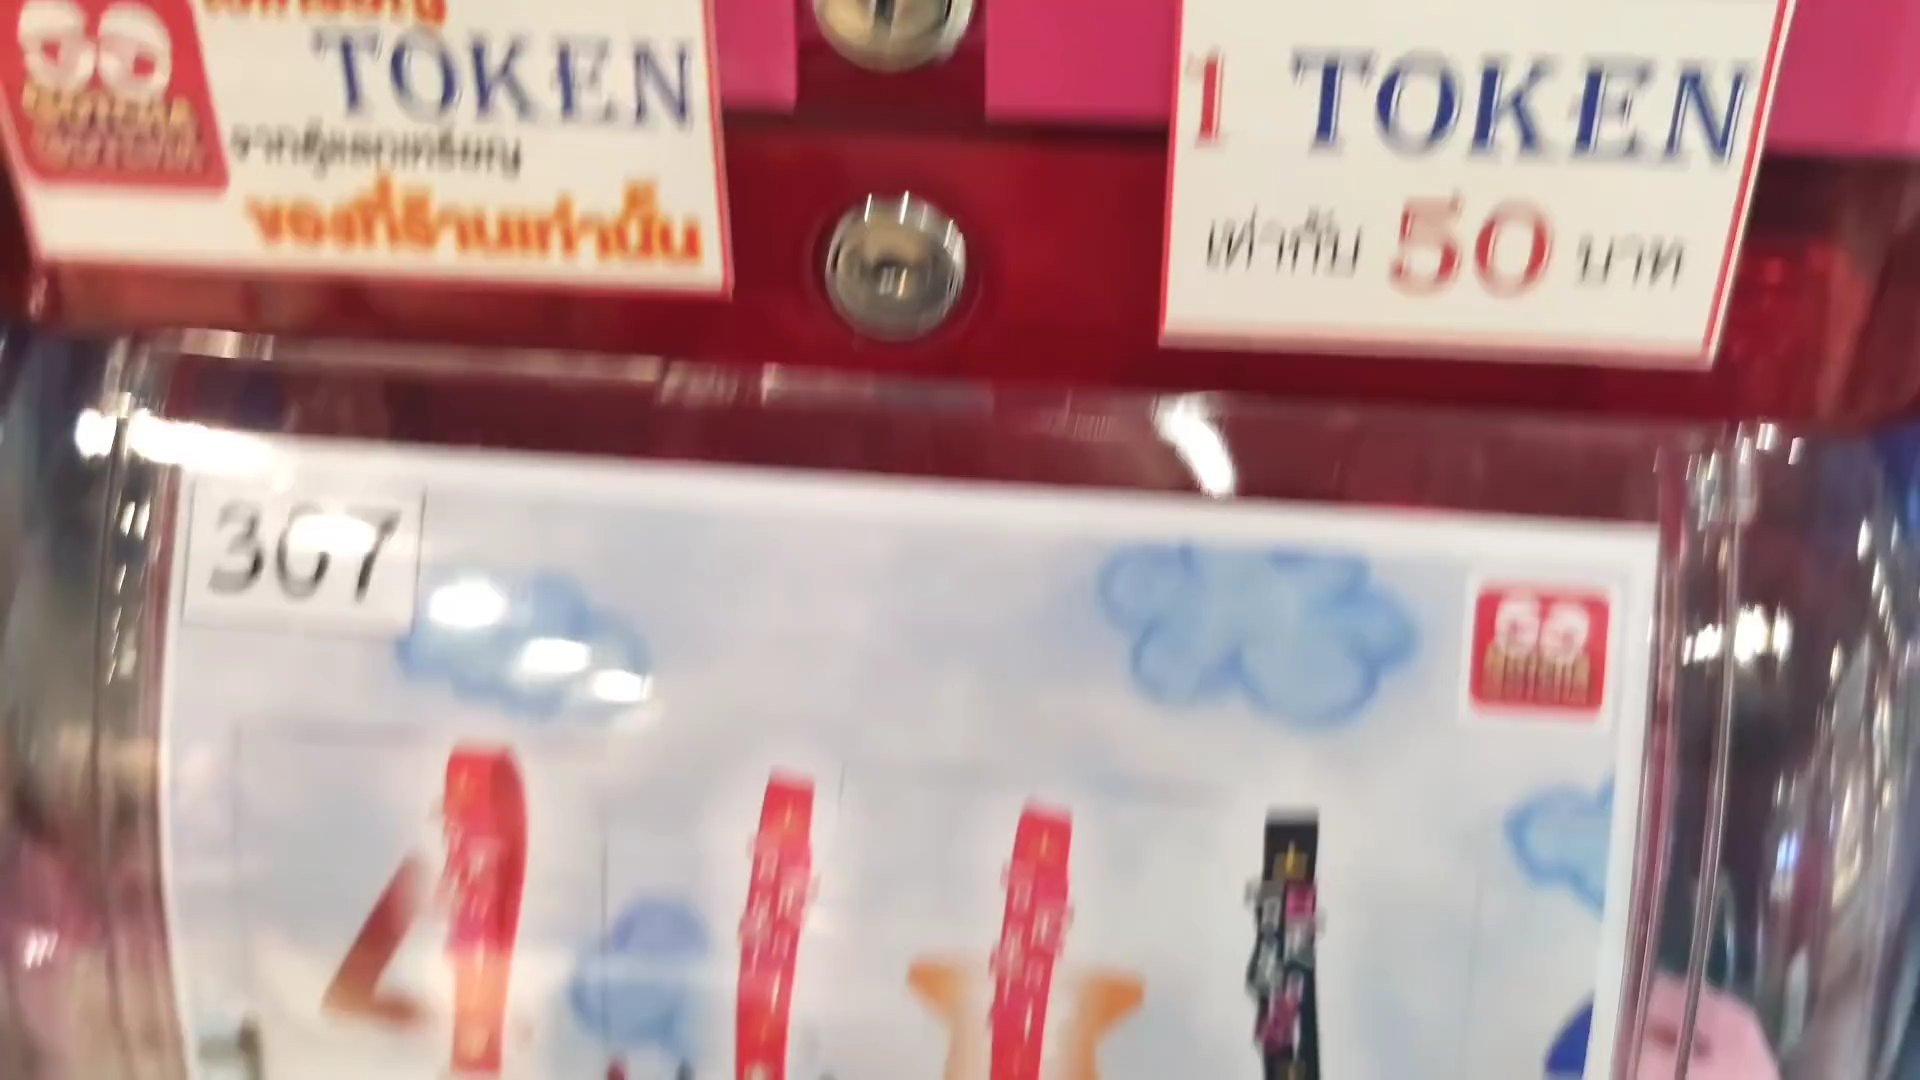 TOKEN
จากตู้แลกเหรียญ
ของที่ร้านเท่านั้น
1 TOKEN
เท่ากับ 50 บาท
307